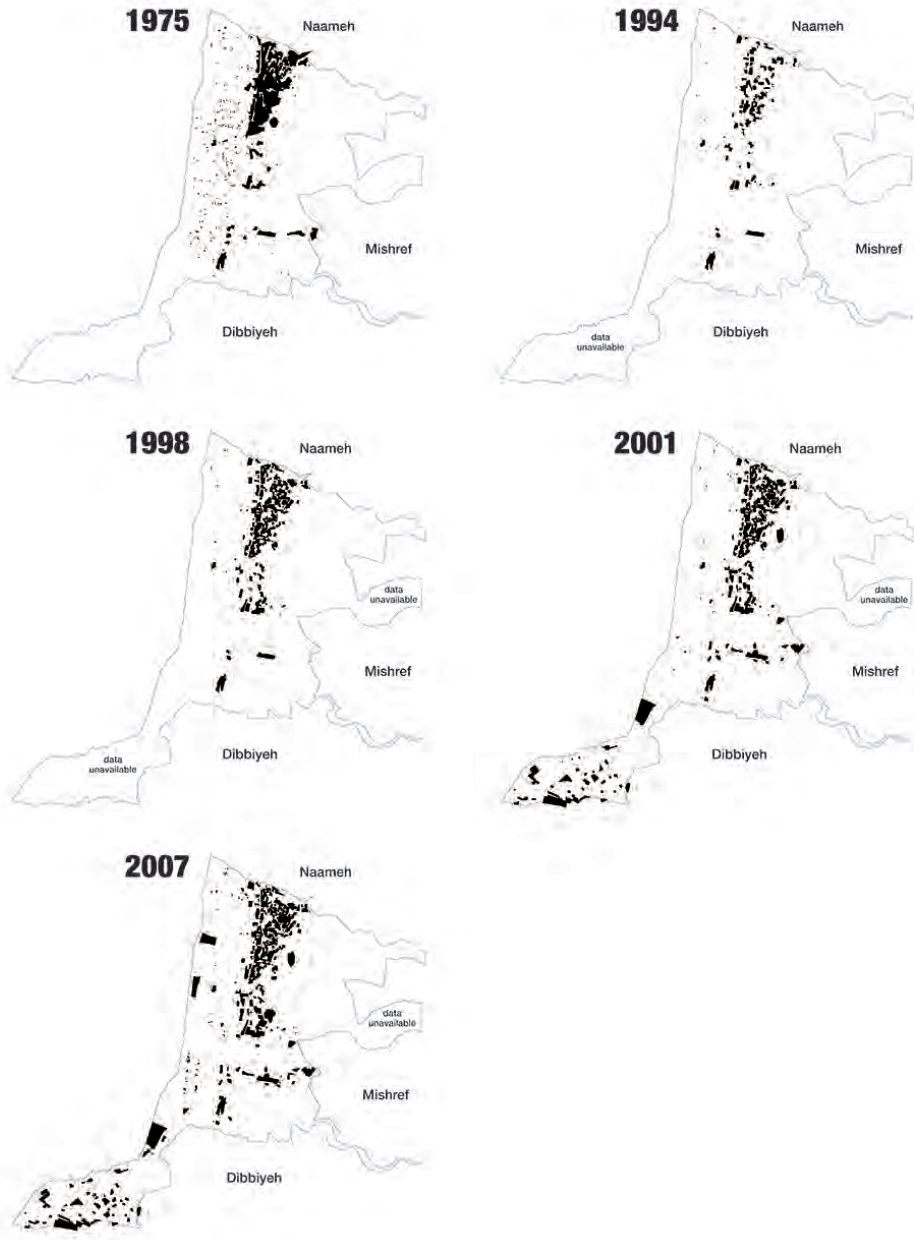 1975
Naameh
Mishref
Dibbiyeh
1994
Naameh
Mishref
data
unavailable
Dibbiyeh
1998
Naameh
data
unavailable
Mishref
data
unavailable
Dibbiyeh
2001
Naameh
data
unavailable
Mishref
Dibbiyeh
2007
Naameh
data
unavailable
Mishref
Dibbiyeh